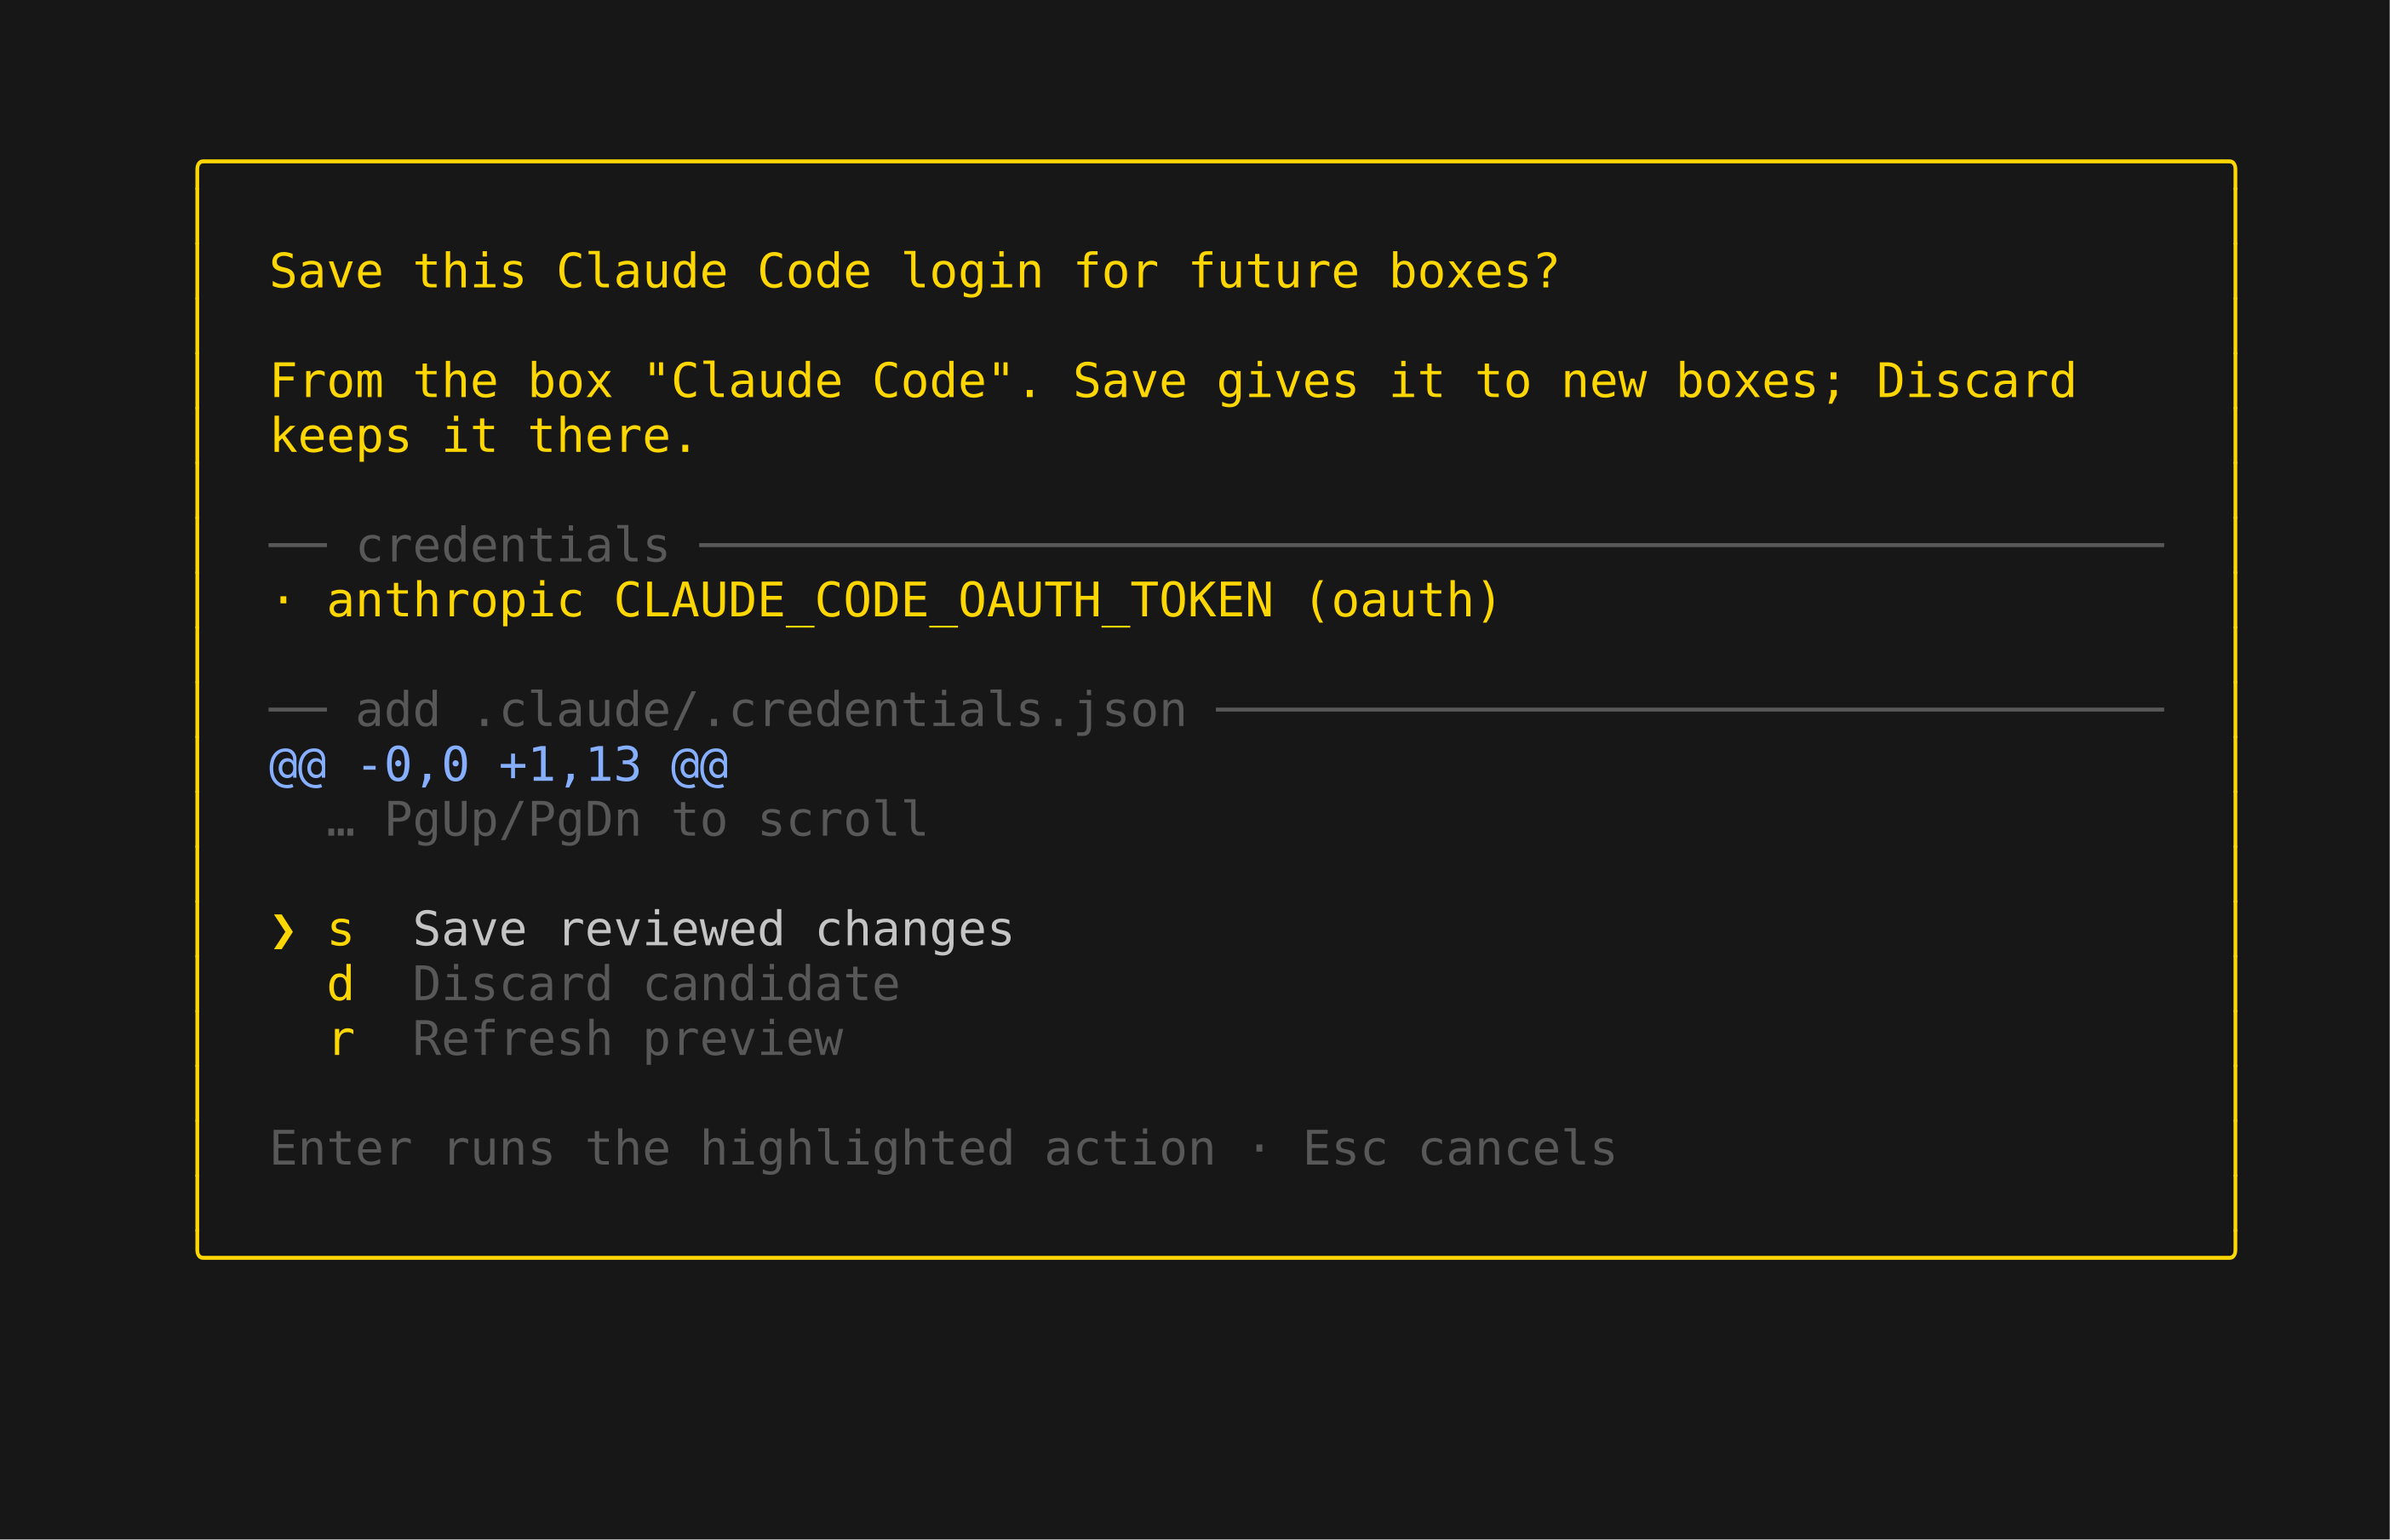 Save this Claude Code login for future boxes?
From the box "Claude Code". Save gives it to new boxes; Discard
keeps it there.
── credentials ──
· anthropic CLAUDE_CODE_OAUTH_TOKEN (oauth)
── add .claude/.credentials.json ──
@@ -0,0 +1,13 @@
… PgUp/PgDn to scroll
❯ s Save reviewed changes
d Discard candidate
r Refresh preview
Enter runs the highlighted action · Esc cancels